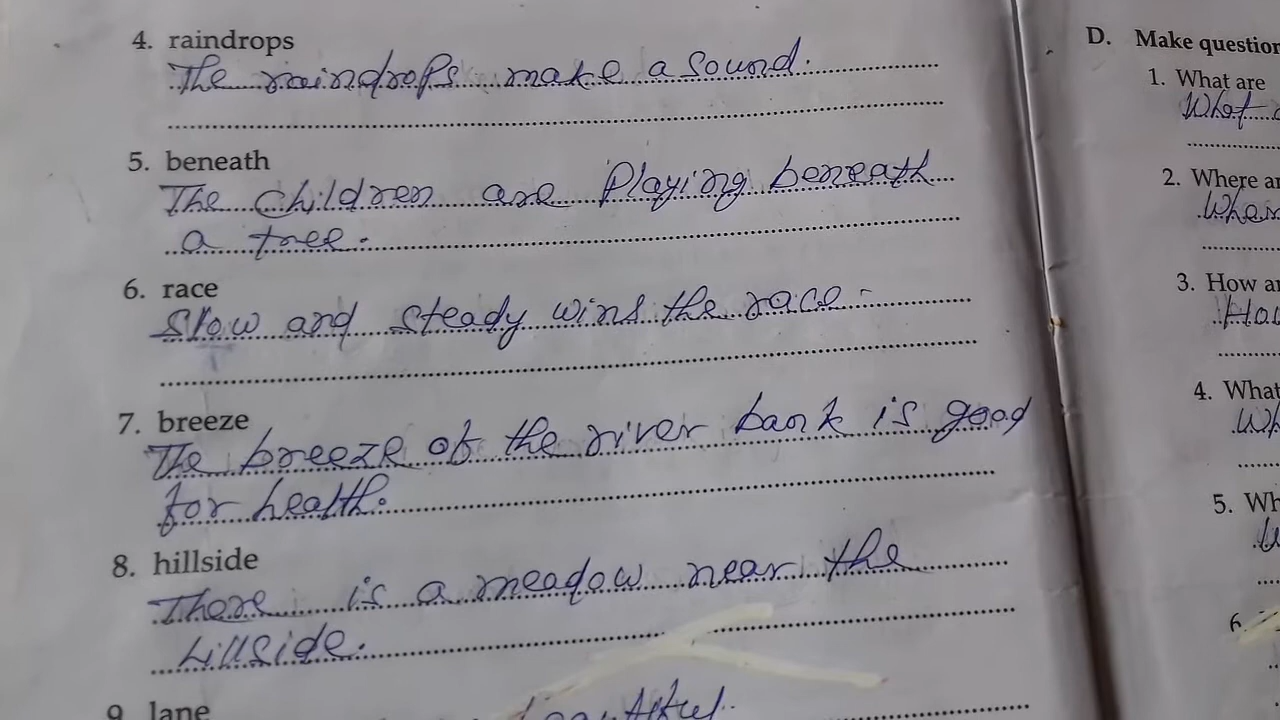 4. raindrops
The raindrops make a sound.
5. beneath
The children are playing beneath
a tree.
6. race
Slow and steady wins the race.
7. breeze
The breeze of the river bank is good
for health.
8. hillside
There is a meadow near the
hillside.
9. lane
D. Make question
1. What are
What
2. Where ar
Wher
3. How ar
How
4. What
Wh
5. Wh
6.